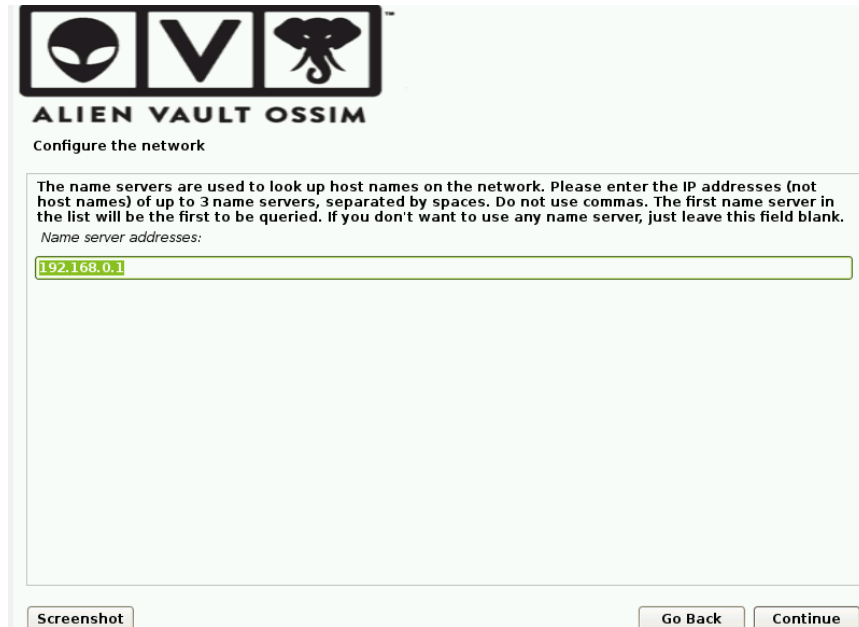 ™
ALIEN VAULT OSSIM
Configure the network
The name servers are used to look up host names on the network. Please enter the IP addresses (not
host names) of up to 3 name servers, separated by spaces. Do not use commas. The first name server in
the list will be the first to be queried. If you don't want to use any name server, just leave this field blank.
Name server addresses:
192.168.0.1
Screenshot
Go Back
Continue